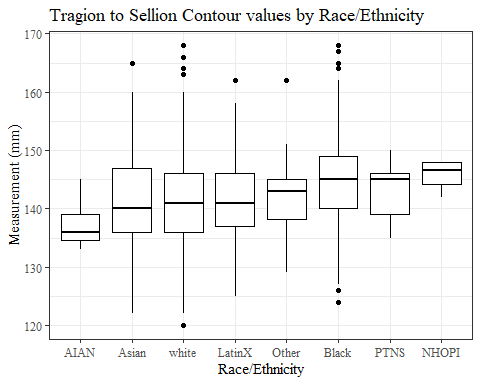 Tragion to Sellion Contour values by Race/Ethnicity
170
160
150
140
130
120
Measurement (mm)
AIAN Asian white LatinX Other Black PTNS NHOPI
Race/Ethnicity